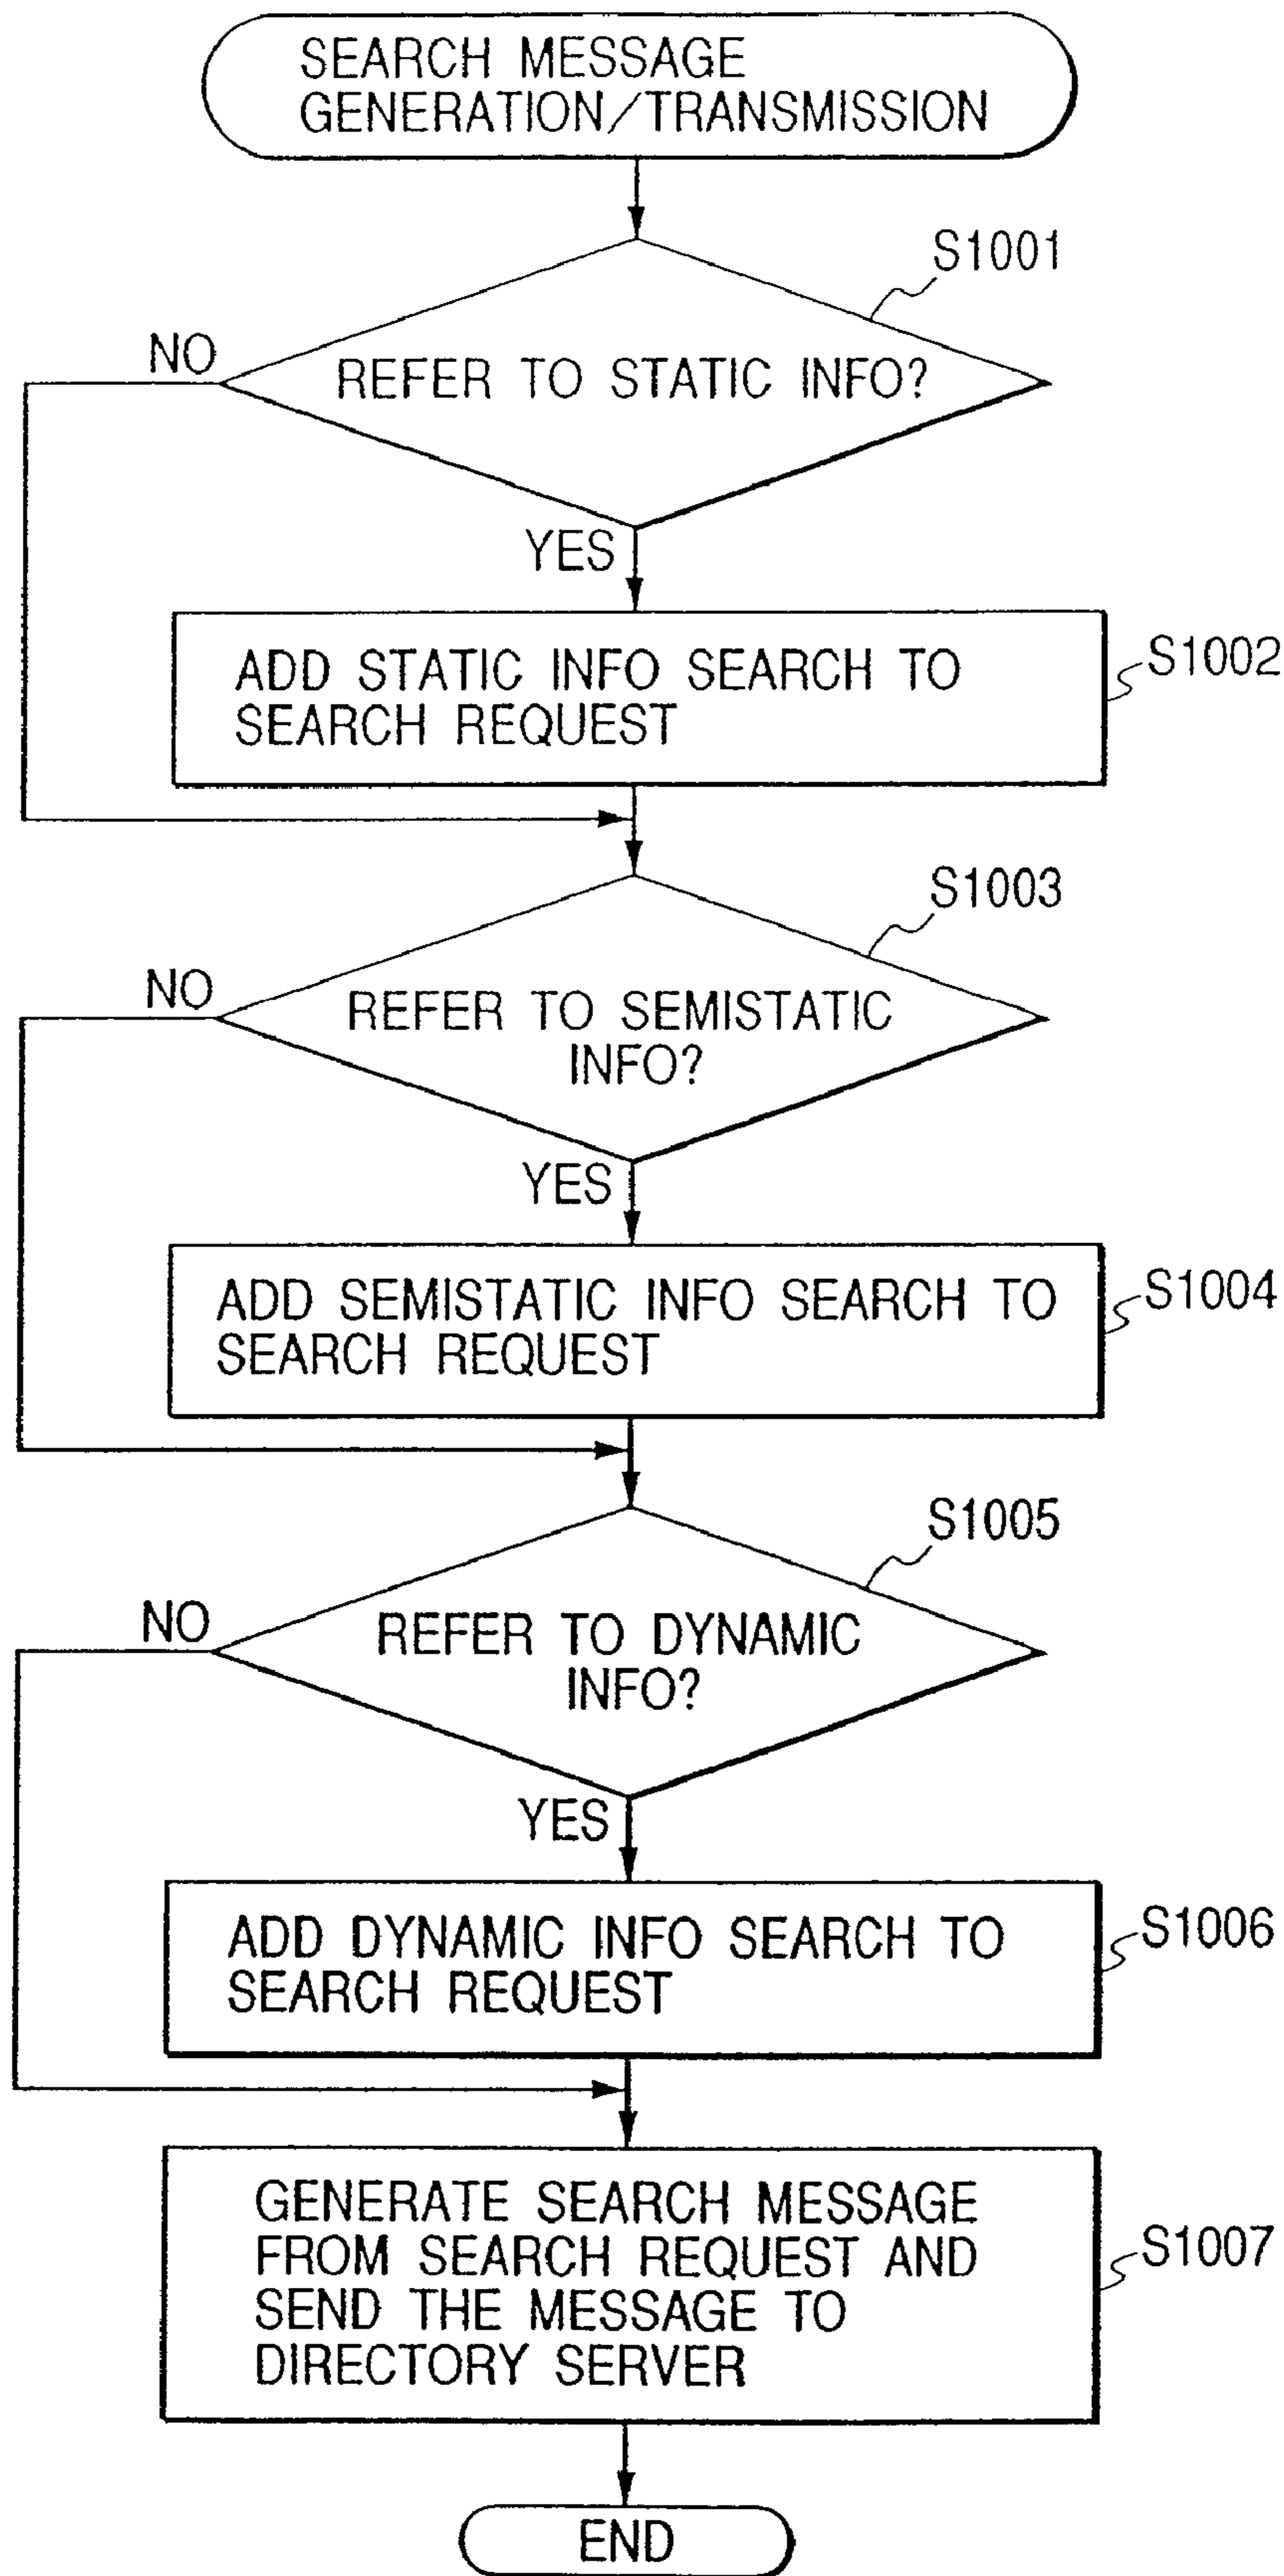 SEARCH MESSAGE
GENERATION/TRANSMISSION
S1001
NO
REFER TO STATIC INFO?
YES
ADD STATIC INFO SEARCH TO
SEARCH REQUEST
S1002
S1003
NO
REFER TO SEMISTATIC
INFO?
YES
ADD SEMISTATIC INFO SEARCH TO
SEARCH REQUEST
S1004
S1005
NO
REFER TO DYNAMIC
INFO?
YES
ADD DYNAMIC INFO SEARCH TO
SEARCH REQUEST
S1006
GENERATE SEARCH MESSAGE
FROM SEARCH REQUEST AND
SEND THE MESSAGE TO
DIRECTORY SERVER
S1007
END